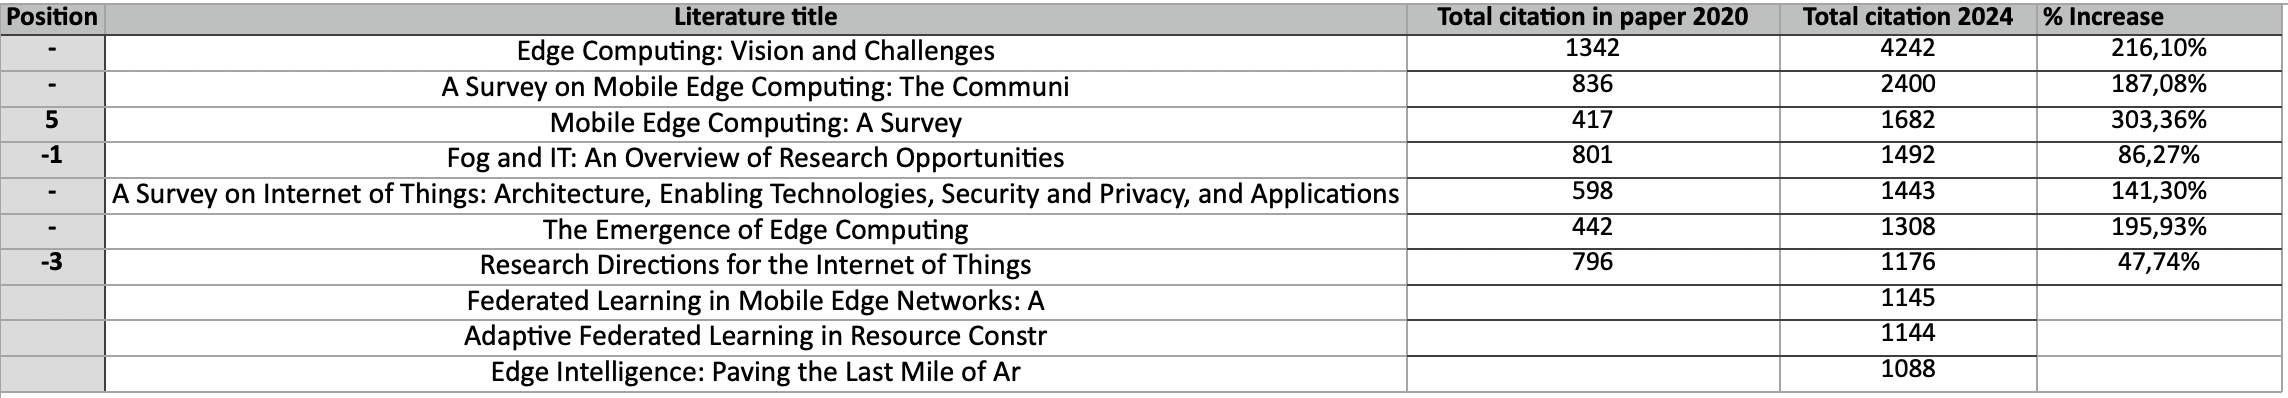 Position Literature title Total citation in paper 2020 Total citation 2024 % Increase
- Edge Computing: Vision and Challenges 1342 4242 216,10%
- A Survey on Mobile Edge Computing: The Communi 836 2400 187,08%
5 Mobile Edge Computing: A Survey 417 1682 303,36%
-1 Fog and IT: An Overview of Research Opportunities 801 1492 86,27%
- A Survey on Internet of Things: Architecture, Enabling Technologies, Security and Privacy, and Applications 598 1443 141,30%
- The Emergence of Edge Computing 442 1308 195,93%
-3 Research Directions for the Internet of Things 796 1176 47,74%
Federated Learning in Mobile Edge Networks: A 1145
Adaptive Federated Learning in Resource Constr 1144
Edge Intelligence: Paving the Last Mile of Ar 1088